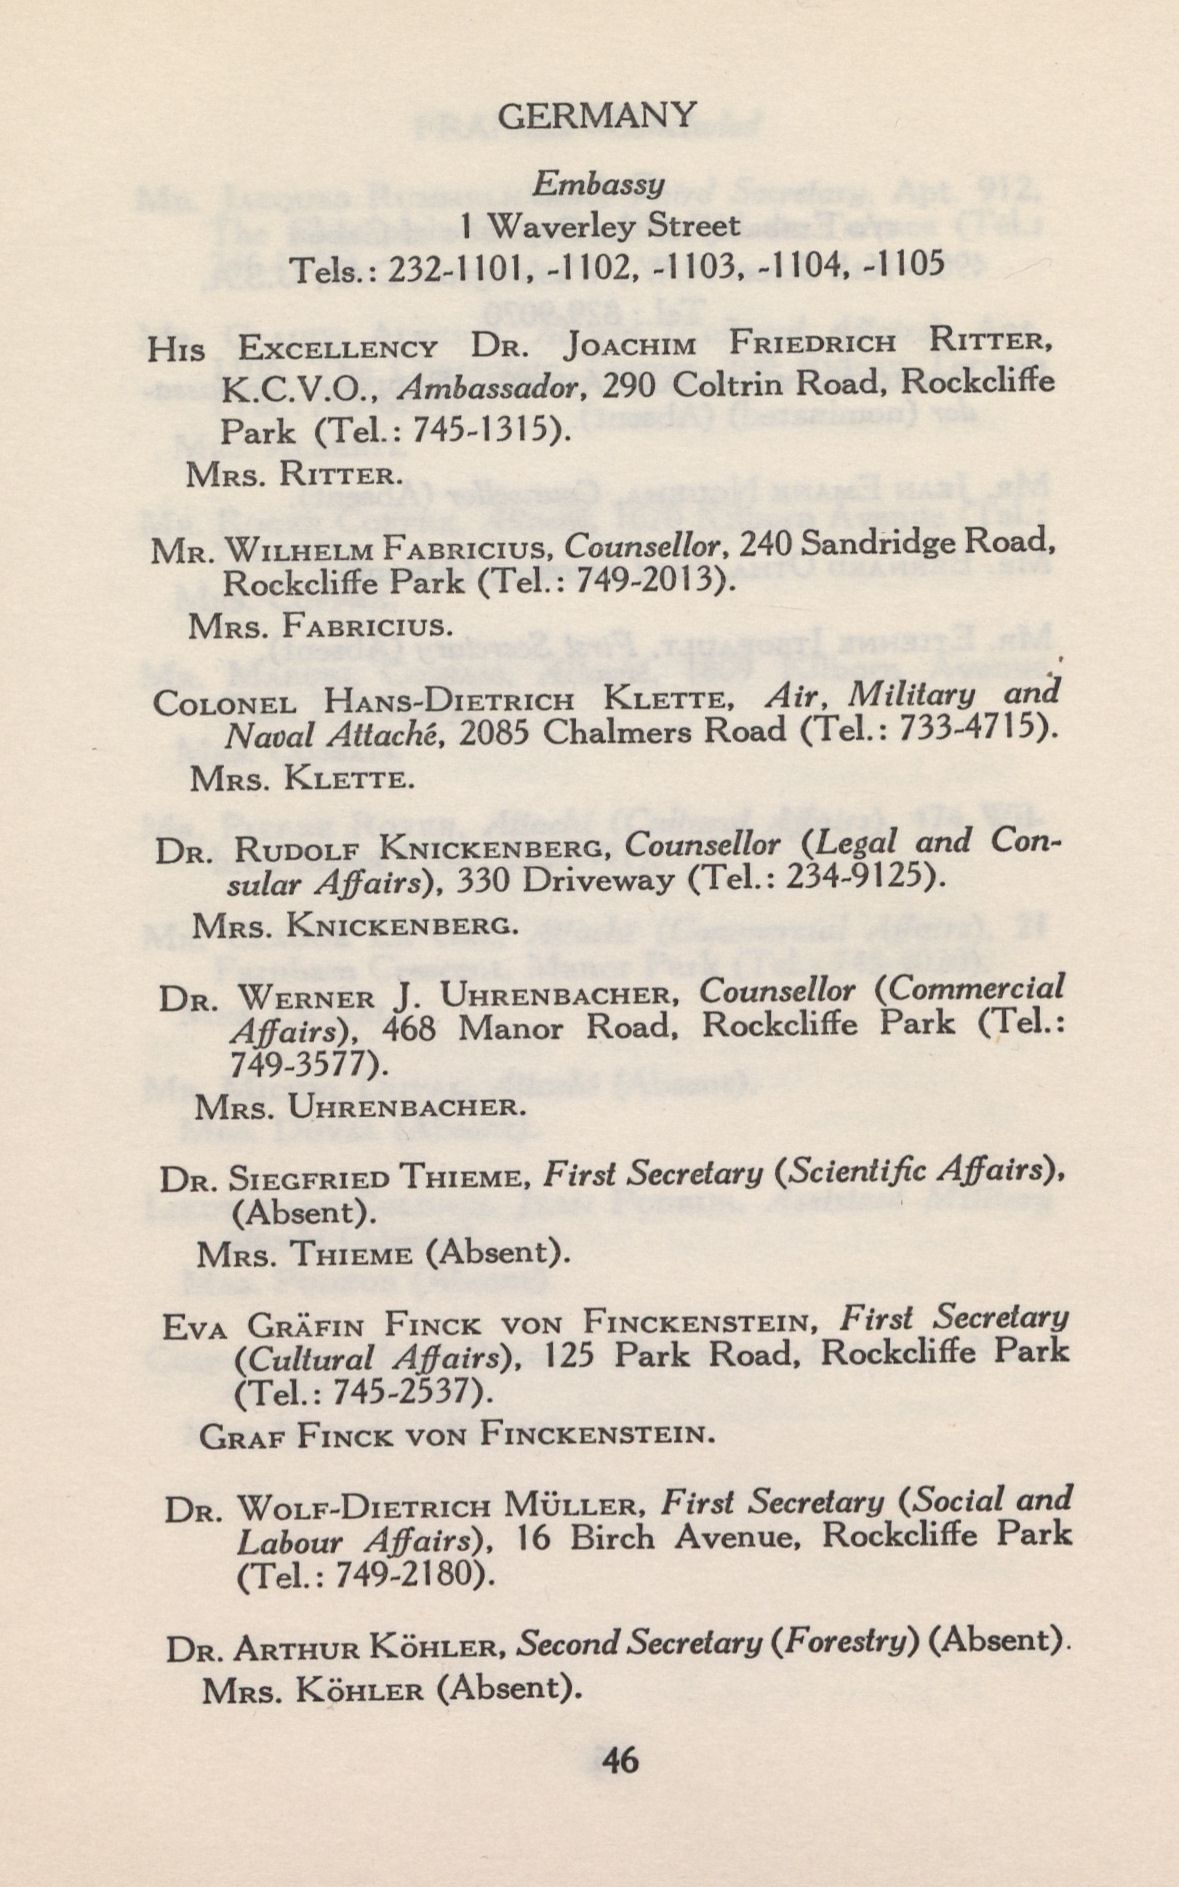 GERMANY
Embassy
1 Waverley Street
Tels.: 232-1101, -1102, -1103, -1104, -1105
HIS EXCELLENCY DR. JOACHIM FRIEDRICH RITTER,
K.C.V.O., Ambassador, 290 Coltrin Road, Rockcliffe
Park (Tel.: 745-1315).
MRS. RITTER.
MR. WILHELM FABRICIUS, Counsellor, 240 Sandridge Road,
Rockcliffe Park (Tel.: 749-2013).
MRS. FABRICIUS.
COLONEL HANS-DIETRICH KLETTE, Air, Military and
Naval Attaché, 2085 Chalmers Road (Tel.: 733-4715).
MRS. KLETTE.
DR. RUDOLF KNICKENBERG, Counsellor (Legal and Con-
sular Affairs), 330 Driveway (Tel.: 234-9125).
MRS. KNICKENBERG.
DR. WERNER J. UHRENBACHER, Counsellor (Commercial
Affairs), 468 Manor Road, Rockcliffe Park (Tel.:
749-3577).
MRS. UHRENBACHER.
DR. SIEGFRIED THIEME, First Secretary (Scientific Affairs),
(Absent).
MRS. THIEME (Absent).
EVA GRÄFIN FINCK VON FINCKENSTEIN, First Secretary
(Cultural Affairs), 125 Park Road, Rockcliffe Park
(Tel.: 745-2537).
GRAF FINCK VON FINCKENSTEIN.
DR. WOLF-DIETRICH MÜLLER, First Secretary (Social and
Labour Affairs), 16 Birch Avenue, Rockcliffe Park
(Tel.: 749-2180).
DR. ARTHUR KÖHLER, Second Secretary (Forestry) (Absent).
MRS. KÖHLER (Absent).
46